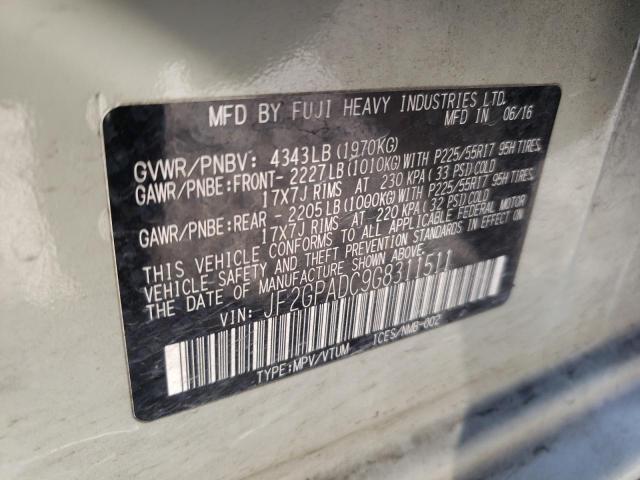 MFD BY FUJI HEAVY INDUSTRIES LTD.
MFD IN 06/16
GVWR/PNBV: 4343LB (1970KG)
GAWR/PNBE:FRONT- 2227LB (1010KG) WITH P225/55R17 95H TIRES,
17X7J RIMS AT 230 KPA ( 33 PSI) COLD
GAWR/PNBE:REAR - 2205LB (1000KG) WITH P225/55R17 95H TIRES,
17X7J RIMS AT 220 KPA ( 32 PSI) COLD
THIS VEHICLE CONFORMS TO ALL APPLICABLE FEDERAL MOTOR
VEHICLE SAFETY AND THEFT PREVENTION STANDARDS IN EFFECT ON
THE DATE OF MANUFACTURE SHOWN ABOVE.
VIN: JF2GPADC9G8311511
TYPE:MPV/VTUM ICES/NMB-002